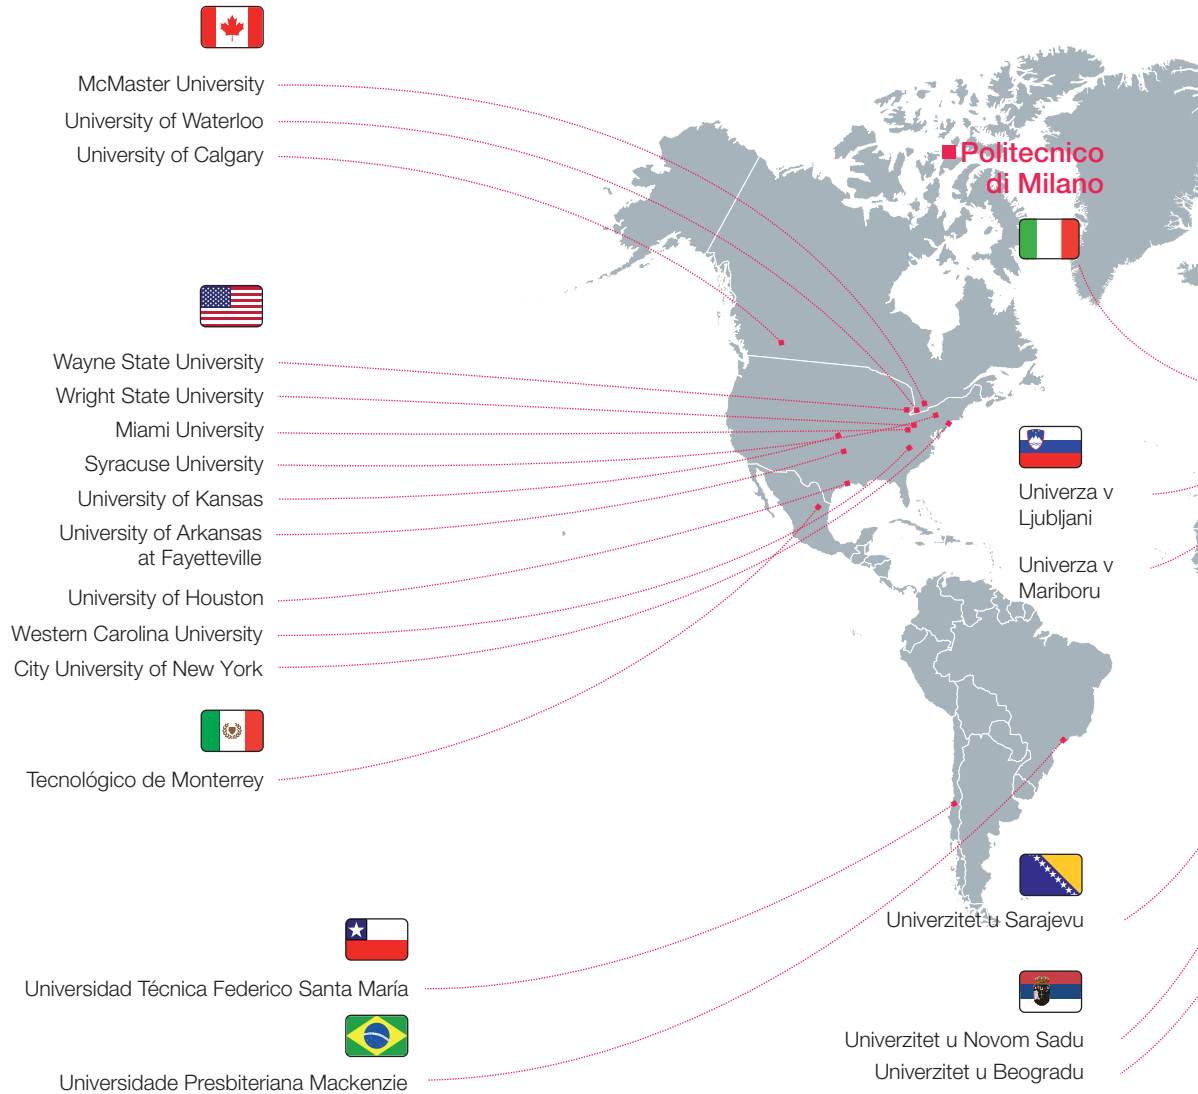 McMaster University
University of Waterloo
University of Calgary
Politecnico
di Milano
Wayne State University
Wright State University
Miami University
Syracuse University
University of Kansas
University of Arkansas
at Fayetteville
University of Houston
Western Carolina University
City University of New York
Univerza v
Ljubljani
Univerza v
Mariboru
Tecnológico de Monterrey
Univerzitet u Sarajevu
Universidad Técnica Federico Santa María
Universidade Presbiteriana Mackenzie
Univerzitet u Novom Sadu
Univerzitet u Beogradu